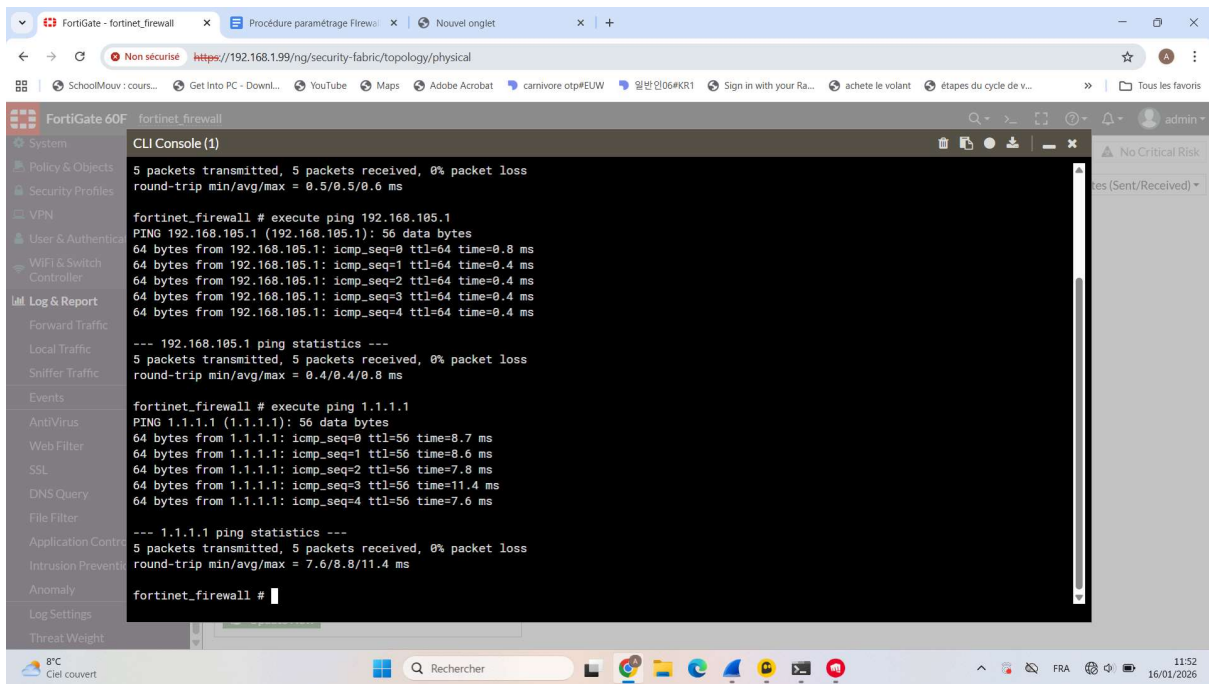 FortiGate - fortinet_firewall
Procédure paramétrage Firewal
Nouvel onglet
Non sécurisé https://192.168.1.99/ng/security-fabric/topology/physical
SchoolMouv : cours... Get Into PC - Downl... YouTube Maps Adobe Acrobat carnivore otp#EUW 일반인06#KR1 Sign in with your Ra... achete le volant étapes du cycle de v... » Tous les favoris
FortiGate 60F fortinet_firewall admin
System
Policy & Objects
Security Profiles
VPN
User & Authentica
WiFi & Switch
Controller
Log & Report
Forward Traffic
Local Traffic
Sniffer Traffic
Events
AntiVirus
Web Filter
SSL
DNS Query
File Filter
Application Contro
Intrusion Preventio
Anomaly
Log Settings
Threat Weight
CLI Console (1)
5 packets transmitted, 5 packets received, 0% packet loss
round-trip min/avg/max = 0.5/0.5/0.6 ms
fortinet_firewall # execute ping 192.168.105.1
PING 192.168.105.1 (192.168.105.1): 56 data bytes
64 bytes from 192.168.105.1: icmp_seq=0 ttl=64 time=0.8 ms
64 bytes from 192.168.105.1: icmp_seq=1 ttl=64 time=0.4 ms
64 bytes from 192.168.105.1: icmp_seq=2 ttl=64 time=0.4 ms
64 bytes from 192.168.105.1: icmp_seq=3 ttl=64 time=0.4 ms
64 bytes from 192.168.105.1: icmp_seq=4 ttl=64 time=0.4 ms
--- 192.168.105.1 ping statistics ---
5 packets transmitted, 5 packets received, 0% packet loss
round-trip min/avg/max = 0.4/0.4/0.8 ms
fortinet_firewall # execute ping 1.1.1.1
PING 1.1.1.1 (1.1.1.1): 56 data bytes
64 bytes from 1.1.1.1: icmp_seq=0 ttl=56 time=8.7 ms
64 bytes from 1.1.1.1: icmp_seq=1 ttl=56 time=8.6 ms
64 bytes from 1.1.1.1: icmp_seq=2 ttl=56 time=7.8 ms
64 bytes from 1.1.1.1: icmp_seq=3 ttl=56 time=11.4 ms
64 bytes from 1.1.1.1: icmp_seq=4 ttl=56 time=7.6 ms
--- 1.1.1.1 ping statistics ---
5 packets transmitted, 5 packets received, 0% packet loss
round-trip min/avg/max = 7.6/8.8/11.4 ms
fortinet_firewall #
No Critical Risk
tes (Sent/Received)
8°C
Ciel couvert
Rechercher
FRA
11:52
16/01/2026